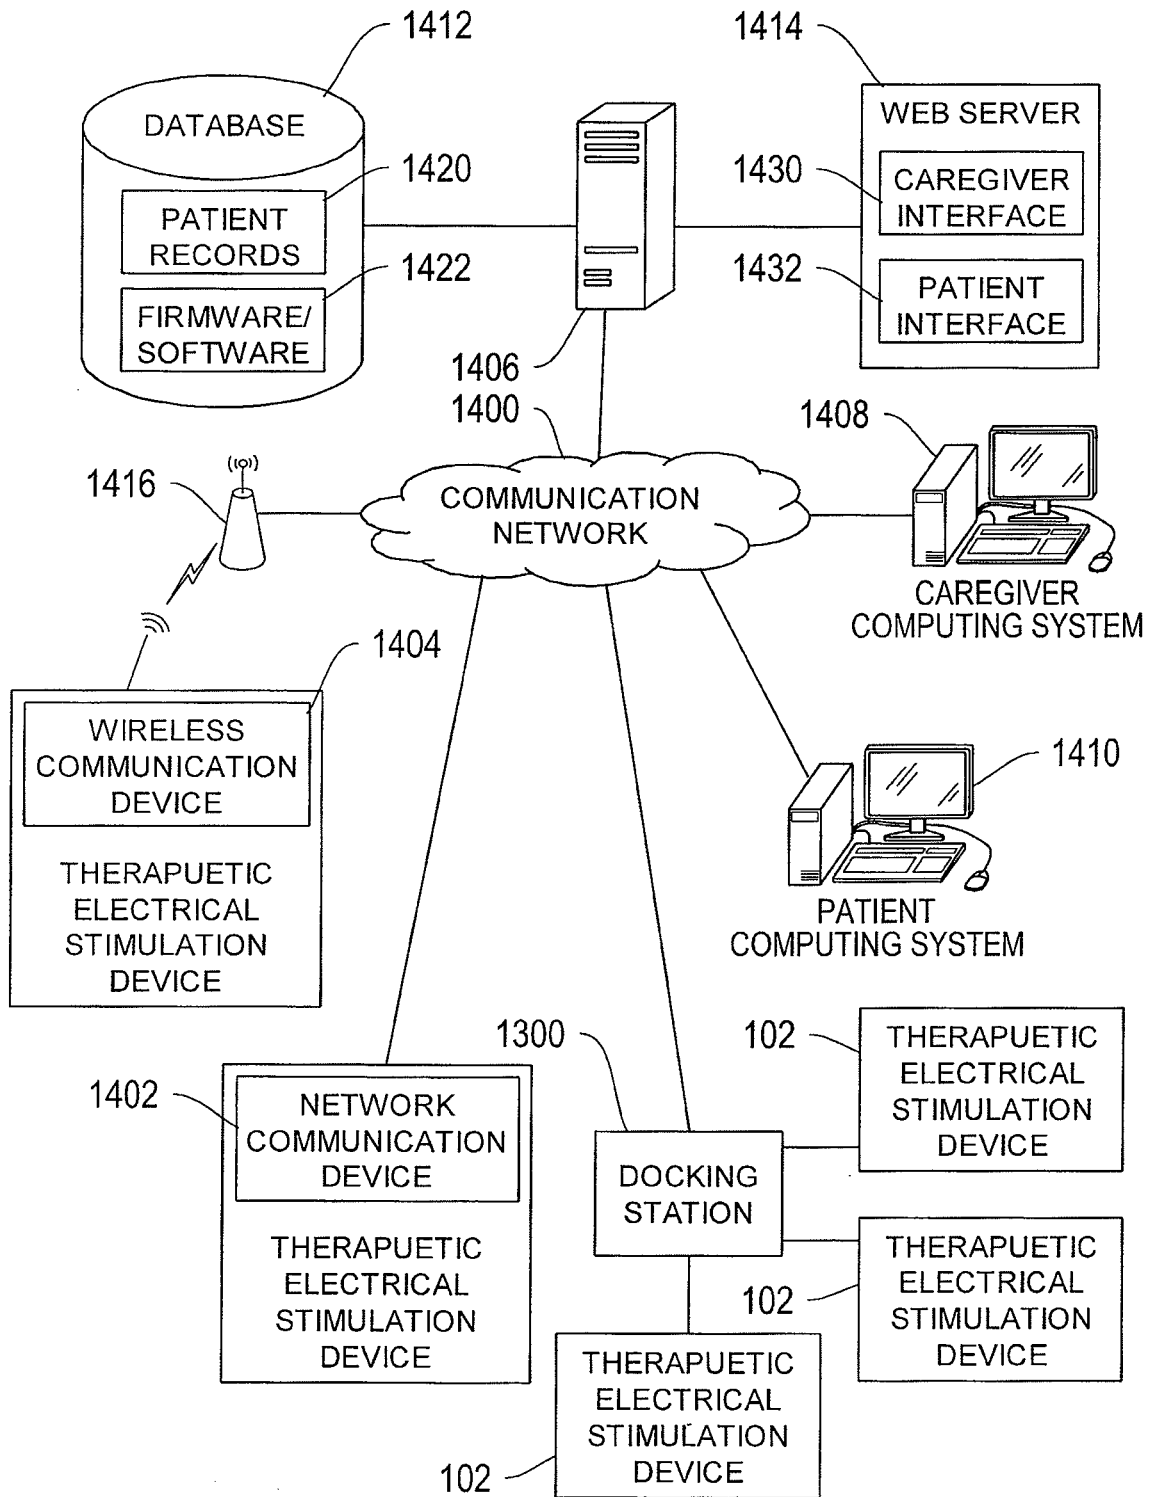 1412
1414
DATABASE
WEB SERVER
1420
PATIENT
RECORDS
1430
CAREGIVER
INTERFACE
1422
FIRMWARE/
SOFTWARE
1432
PATIENT
INTERFACE
1406
1400
1408
1416
COMMUNICATION
NETWORK
CAREGIVER
COMPUTING SYSTEM
1404
WIRELESS
COMMUNICATION
DEVICE
THERAPUETIC
ELECTRICAL
STIMULATION
DEVICE
1410
PATIENT
COMPUTING SYSTEM
1402
NETWORK
COMMUNICATION
DEVICE
THERAPUETIC
ELECTRICAL
STIMULATION
DEVICE
1300
DOCKING
STATION
102
THERAPUETIC
ELECTRICAL
STIMULATION
DEVICE
102
THERAPUETIC
ELECTRICAL
STIMULATION
DEVICE
102
THERAPUETIC
ELECTRICAL
STIMULATION
DEVICE